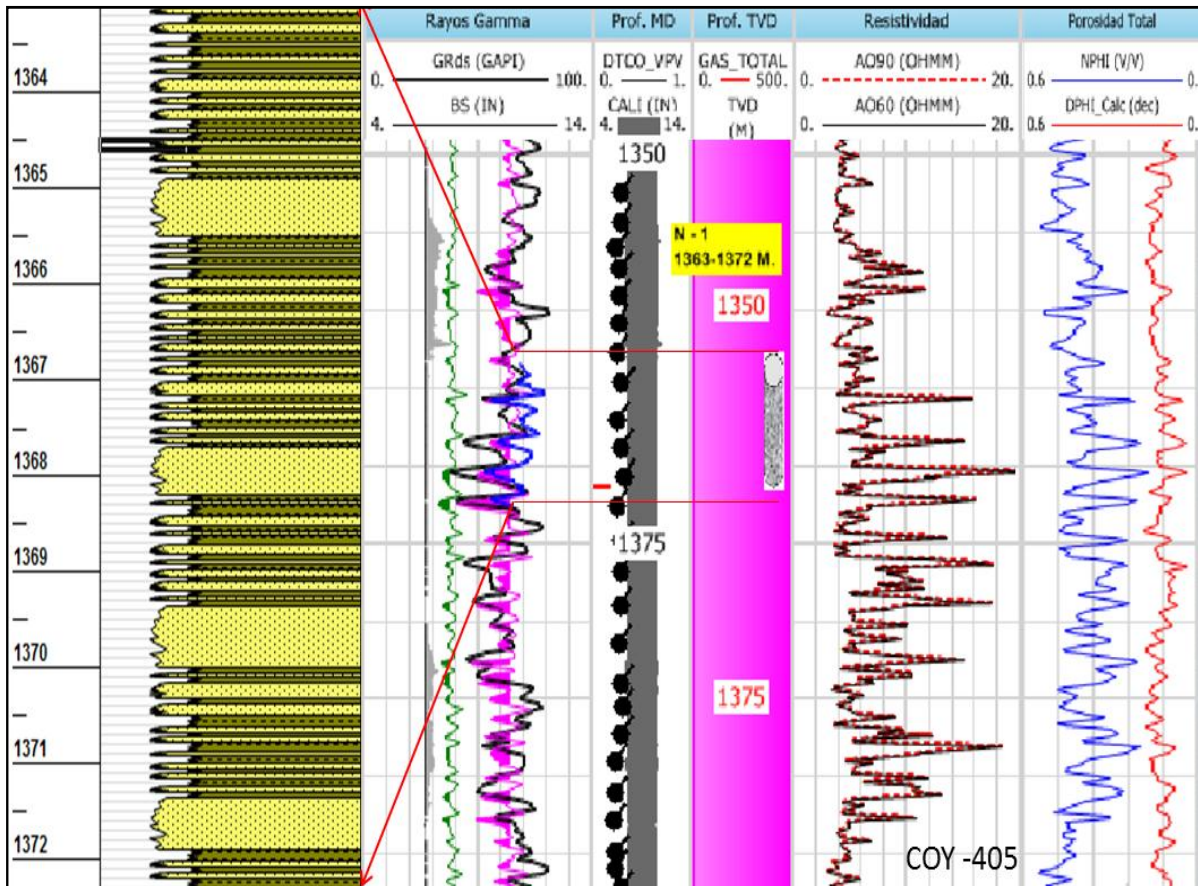 Rayos Gamma
Prof. MD
Prof. TVD
Resistividad
Porosidad Total
GRds (GAPI)
0. 100.
BS (IN)
4. 14.
DTCO_VPV
0. 1.
CALI (IN)
4. 14.
GAS_TOTAL
0. 500.
TVD
(M)
AO90 (OHMM)
0. 20.
AO60 (OHMM)
0. 20.
NPHI (V/V)
0.6 0.
DPHI_Calc (dec)
0.6 0.
1364
1365
1366
1367
1368
1369
1370
1371
1372
1350
1375
N - 1
1363-1372 M.
1350
1375
COY -405